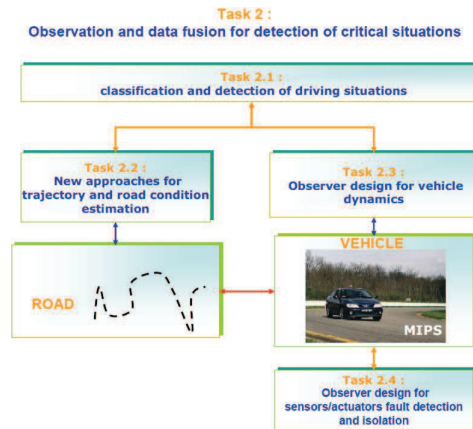 Task 2 :
Observation and data fusion for detection of critical situations
Task 2.1 :
classification and detection of driving situations
Task 2.2 :
New approaches for
trajectory and road condition
estimation
Task 2.3 :
Observer design for vehicle
dynamics
ROAD
VEHICLE
MIPS
Task 2.4 :
Observer design for
sensors/actuators fault detection
and isolation